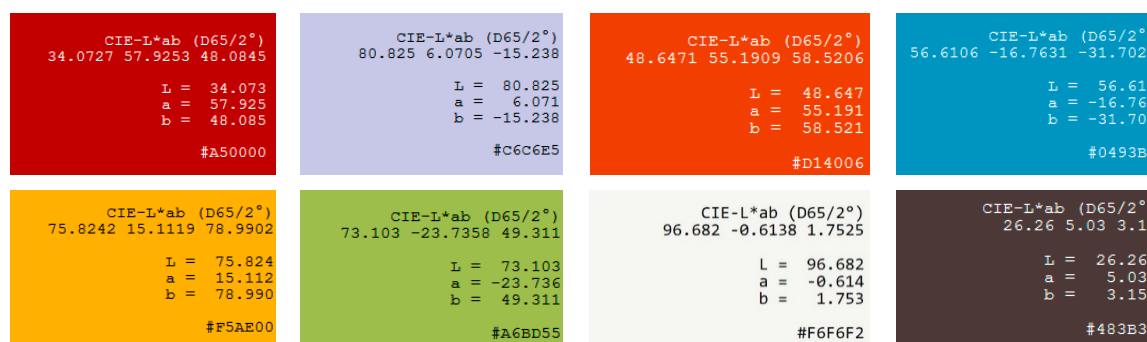 CIE-L*ab (D65/2°)
34.0727 57.9253 48.0845
L = 34.073
a = 57.925
b = 48.085
#A50000
CIE-L*ab (D65/2°)
80.825 6.0705 -15.238
L = 80.825
a = 6.071
b = -15.238
#C6C6E5
CIE-L*ab (D65/2°)
48.6471 55.1909 58.5206
L = 48.647
a = 55.191
b = 58.521
#D14006
CIE-L*ab (D65/2°
56.6106 -16.7631 -31.702
L = 56.61
a = -16.76
b = -31.70
#0493B
CIE-L*ab (D65/2°)
75.8242 15.1119 78.9902
L = 75.824
a = 15.112
b = 78.990
#F5AE00
CIE-L*ab (D65/2°)
73.103 -23.7358 49.311
L = 73.103
a = -23.736
b = 49.311
#A6BD55
CIE-L*ab (D65/2°)
96.682 -0.6138 1.7525
L = 96.682
a = -0.614
b = 1.753
#F6F6F2
CIE-L*ab (D65/2°
26.26 5.03 3.1
L = 26.26
a = 5.03
b = 3.15
#483B3